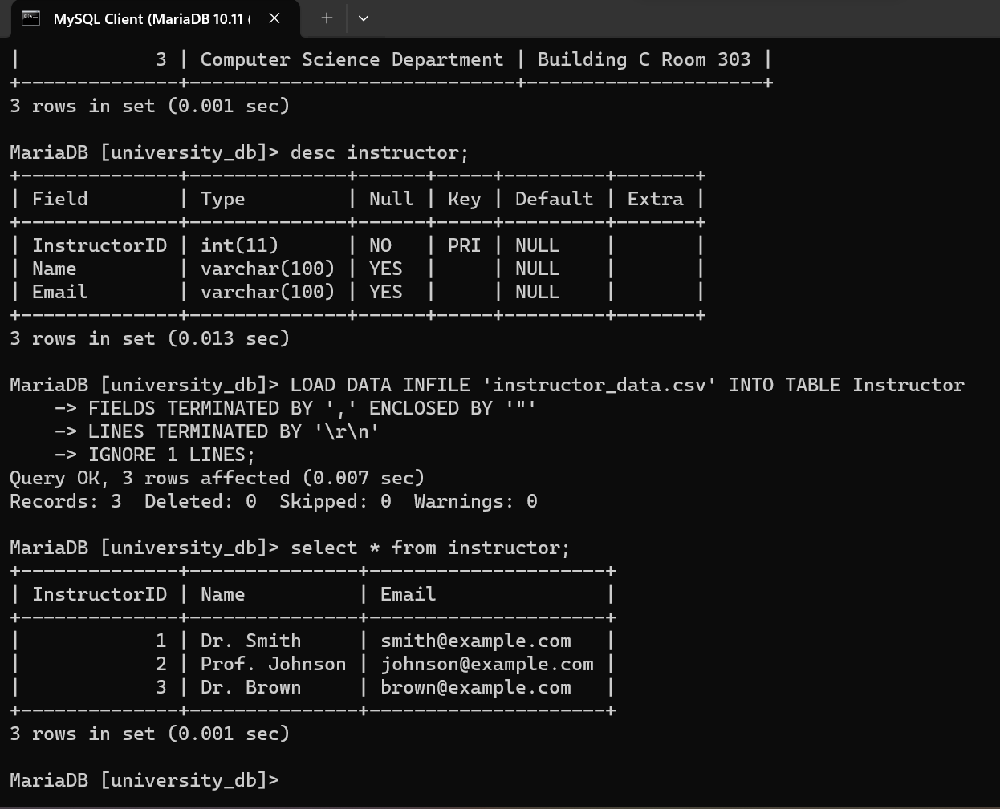 MySQL Client (MariaDB 10.11 (
|            3 | Computer Science Department | Building C Room 303 |
+--------------+-----------------------------+---------------------+
3 rows in set (0.001 sec)
MariaDB [university_db]> desc instructor;
+--------------+--------------+------+-----+---------+-------+
| Field        | Type         | Null | Key | Default | Extra |
+--------------+--------------+------+-----+---------+-------+
| InstructorID | int(11)      | NO   | PRI | NULL    |       |
| Name         | varchar(100) | YES  |     | NULL    |       |
| Email        | varchar(100) | YES  |     | NULL    |       |
+--------------+--------------+------+-----+---------+-------+
3 rows in set (0.013 sec)
MariaDB [university_db]> LOAD DATA INFILE 'instructor_data.csv' INTO TABLE Instructor
    -> FIELDS TERMINATED BY ',' ENCLOSED BY '"'
    -> LINES TERMINATED BY '\r\n'
    -> IGNORE 1 LINES;
Query OK, 3 rows affected (0.007 sec)
Records: 3  Deleted: 0  Skipped: 0  Warnings: 0
MariaDB [university_db]> select * from instructor;
+--------------+---------------+---------------------+
| InstructorID | Name          | Email               |
+--------------+---------------+---------------------+
|            1 | Dr. Smith     | smith@example.com   |
|            2 | Prof. Johnson | johnson@example.com |
|            3 | Dr. Brown     | brown@example.com   |
+--------------+---------------+---------------------+
3 rows in set (0.001 sec)
MariaDB [university_db]>